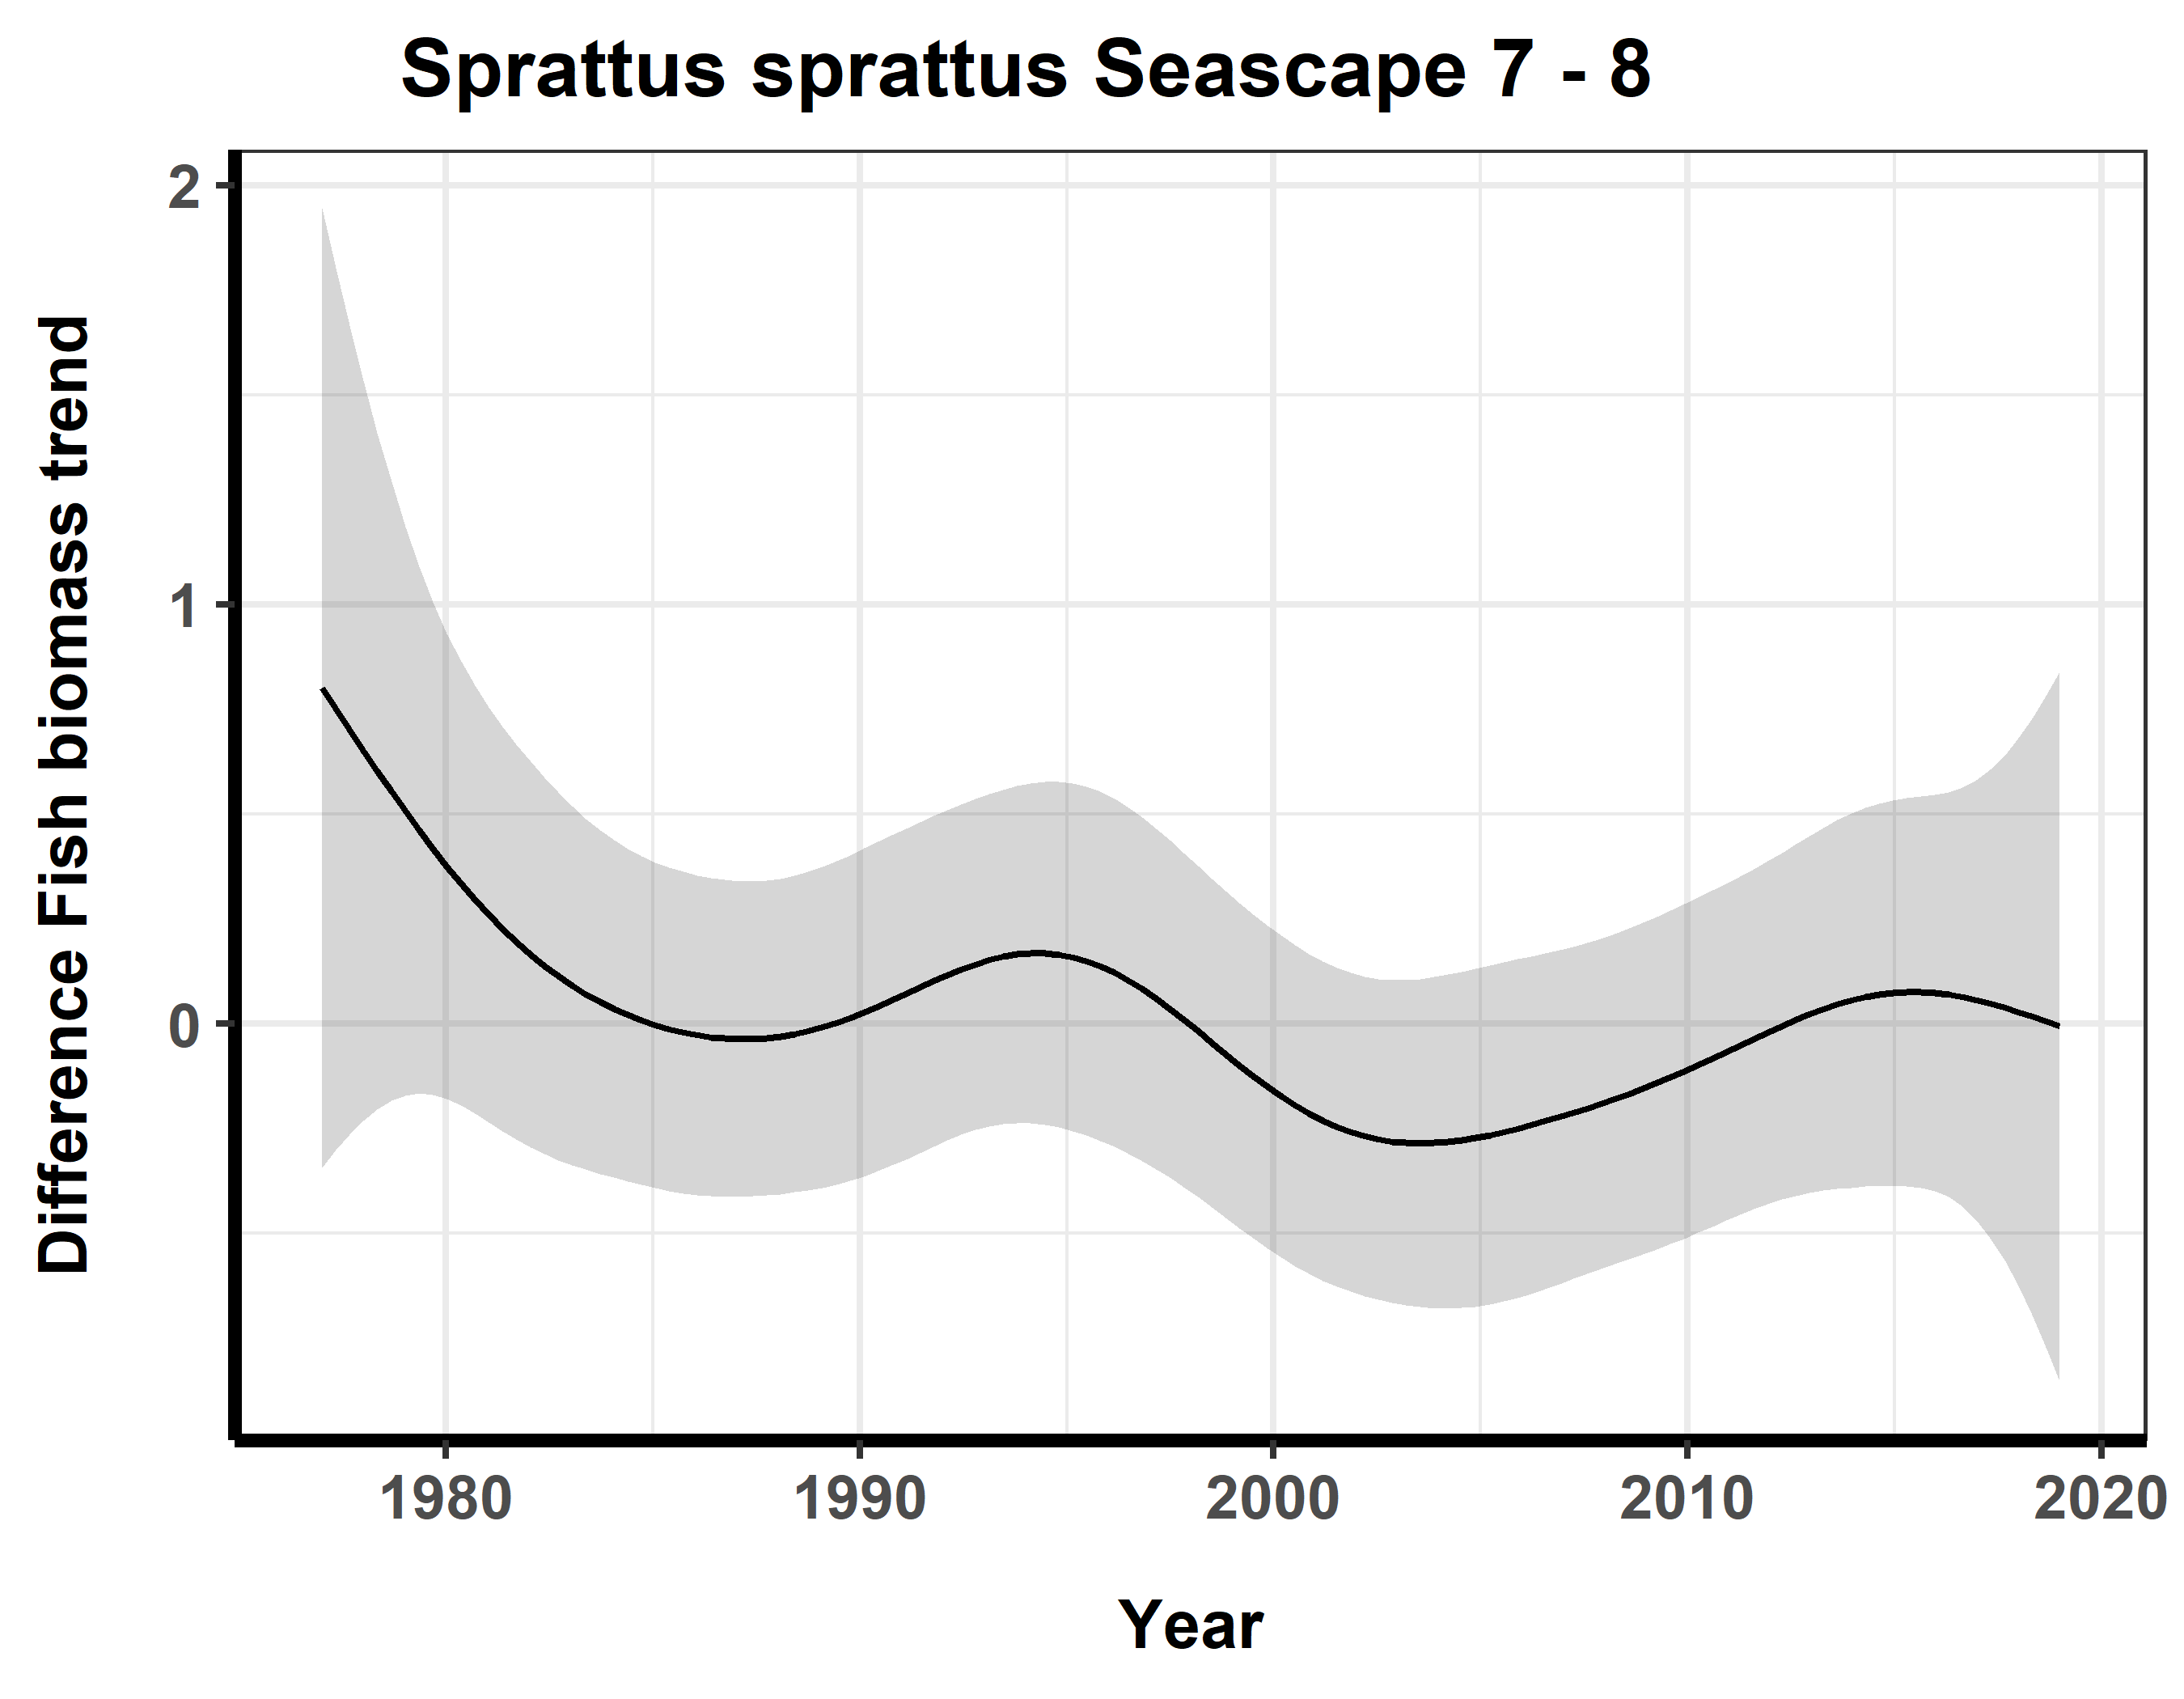 Sprattus sprattus Seascape 7 - 8
Difference Fish biomass trend
2
1
0
1980 1990 2000 2010 2020
Year